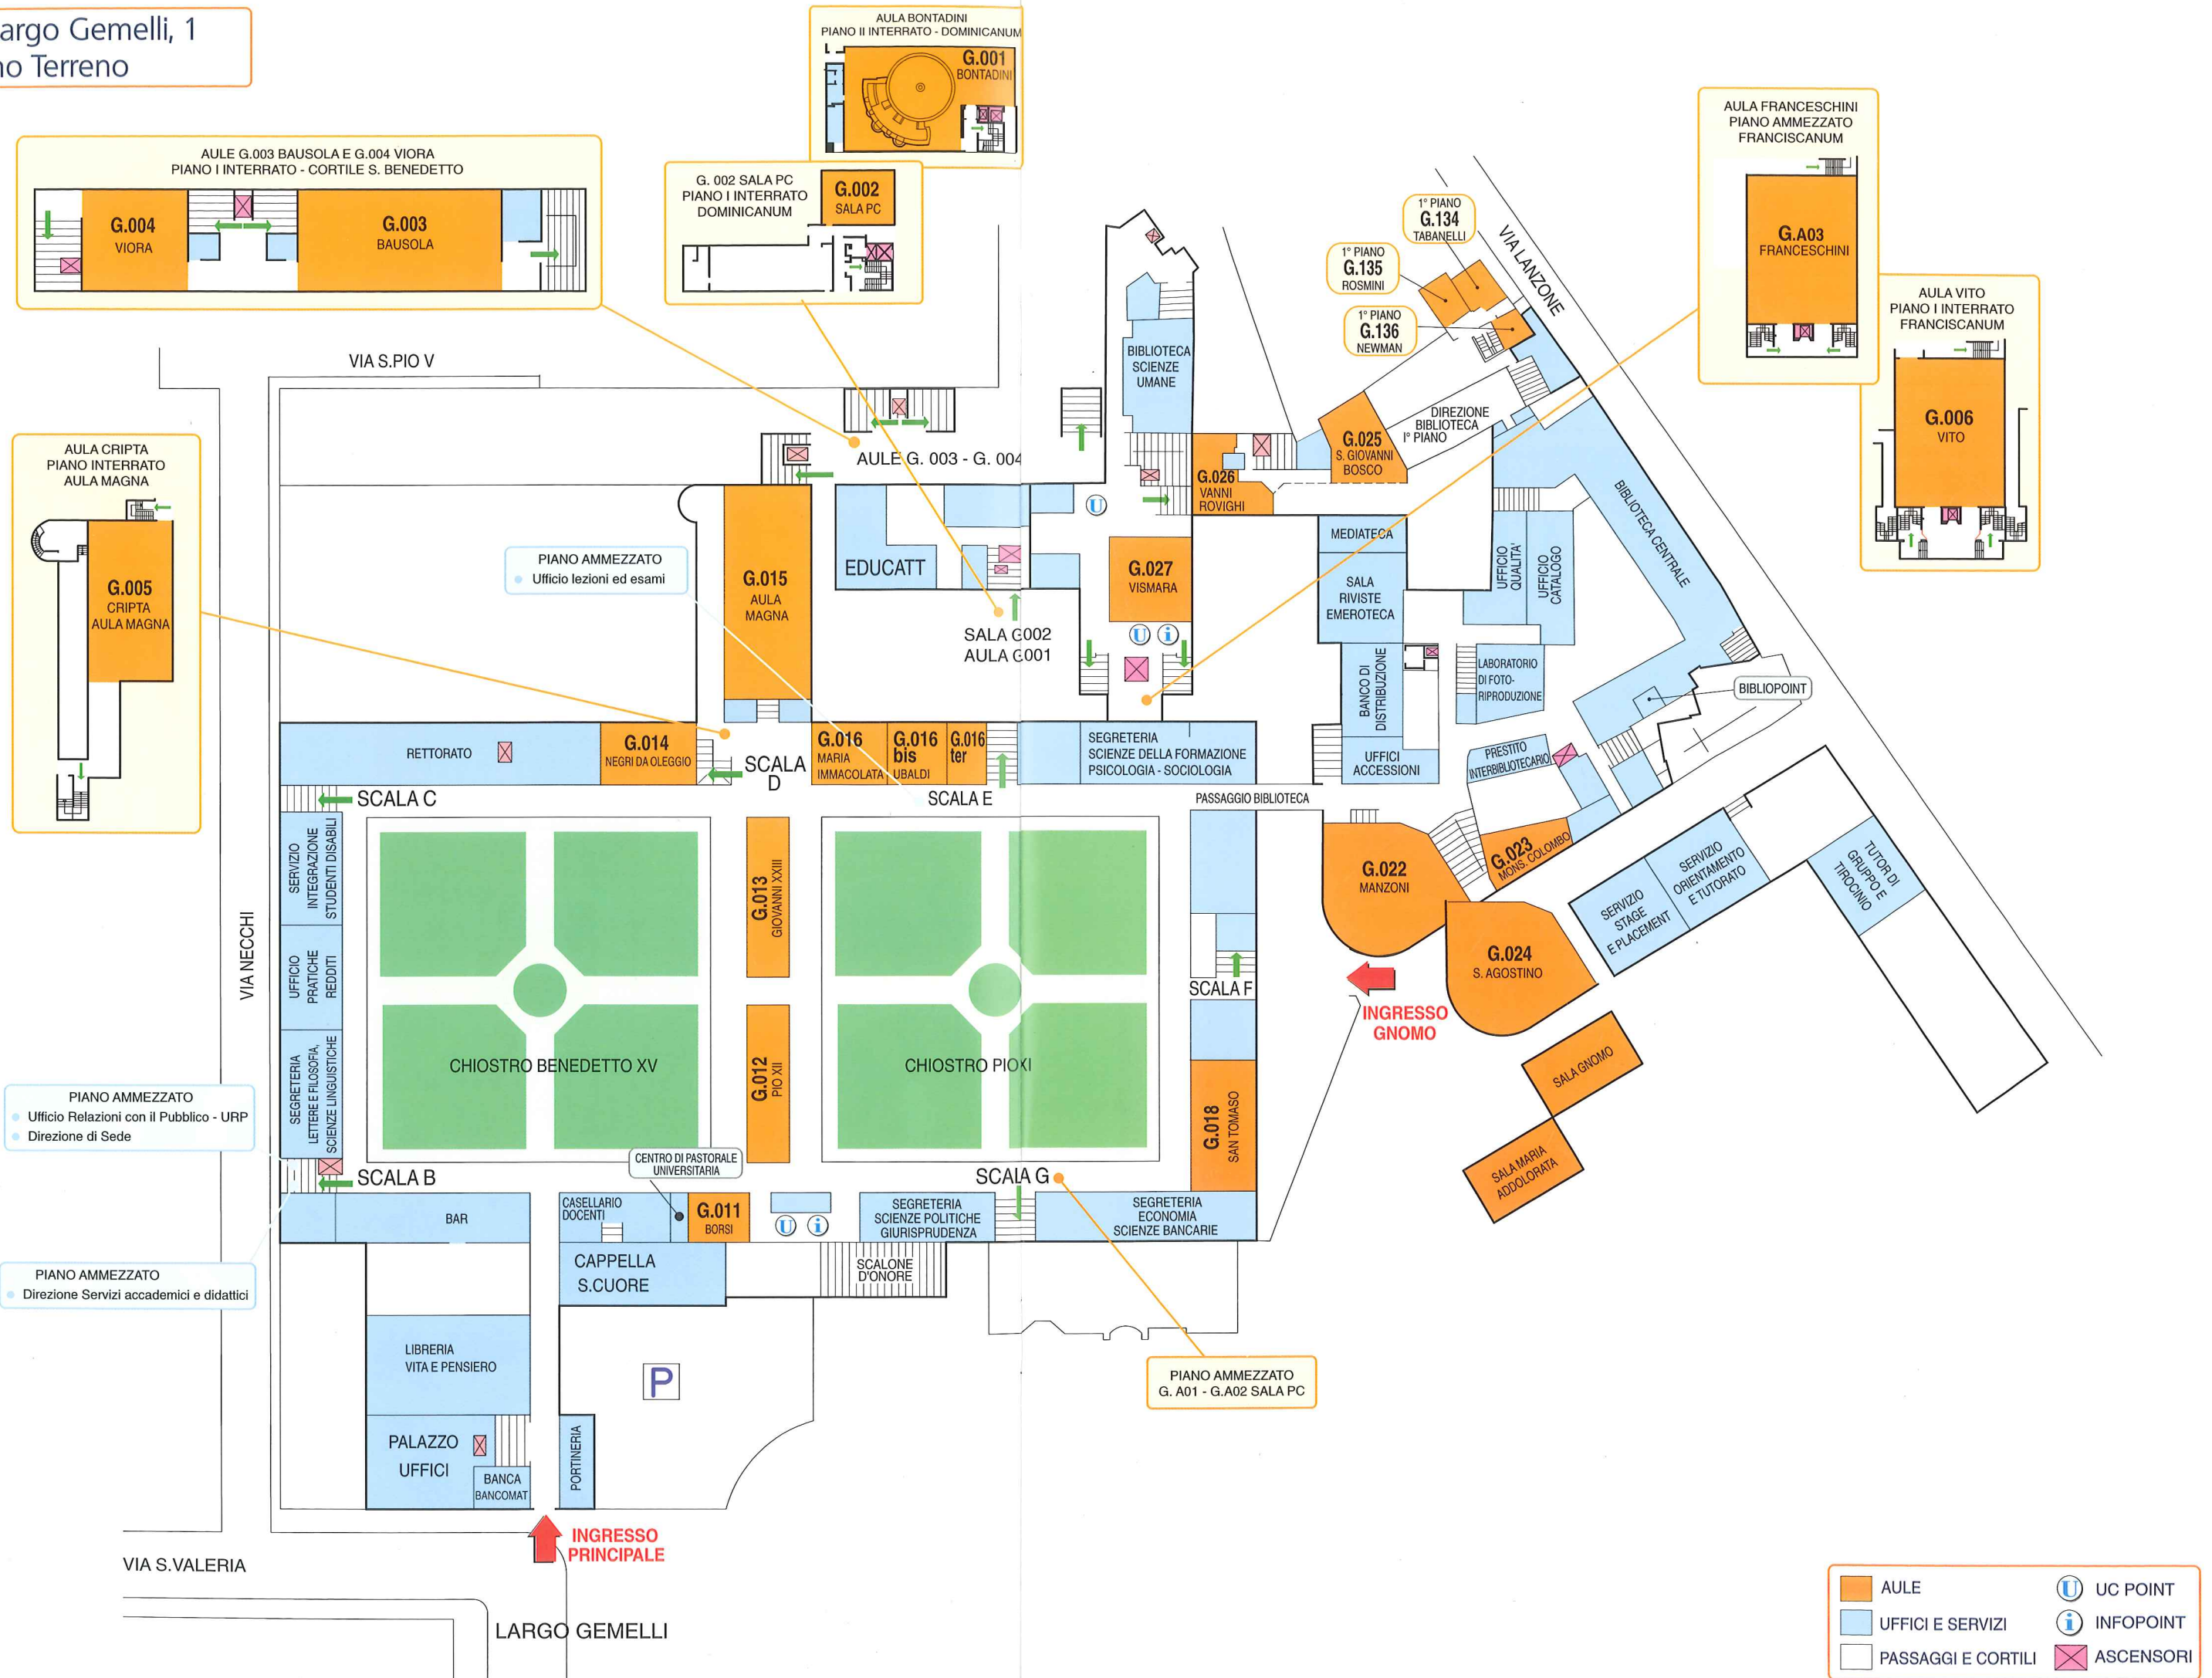 argo Gemelli, 1
no Terreno
AULA BONTADINI
PIANO II INTERRATO - DOMINICANUM
G.001
BONTADINI
AULE G.003 BAUSOLA E G.004 VIORA
PIANO I INTERRATO - CORTILE S. BENEDETTO
G.004
VIORA
G.003
BAUSOLA
G. 002 SALA PC
PIANO I INTERRATO
DOMINICANUM
G.002
SALA PC
AULA FRANCESCHINI
PIANO AMMEZZATO
FRANCISCANUM
G.A03
FRANCESCHINI
AULA VITO
PIANO I INTERRATO
FRANCISCANUM
G.006
VITO
1° PIANO
G.134
TABANELLI
1° PIANO
G.135
ROSMINI
1° PIANO
G.136
NEWMAN
VIA LANZONE
VIA S.PIO V
AULA CRIPTA
PIANO INTERRATO
AULA MAGNA
G.005
CRIPTA
AULA MAGNA
AULE G. 003 - G. 004
BIBLIOTECA
SCIENZE
UMANE
DIREZIONE
BIBLIOTECA
I° PIANO
G.025
S. GIOVANNI
BOSCO
G.026
VANNI
ROVIGHI
U
PIANO AMMEZZATO
Ufficio lezioni ed esami
G.015
AULA
MAGNA
EDUCATT
G.027
VISMARA
U i
SALA G002
AULA G001
MEDIATECA
SALA
RIVISTE
EMEROTECA
UFFICIO
QUALITA'
UFFICIO
CATALOGO
BIBLIOTECA CENTRALE
BANCO DI
DISTRIBUZIONE
LABORATORIO
DI FOTO-
RIPRODUZIONE
BIBLIOPOINT
UFFICI
ACCESSIONI
PRESTITO
INTERBIBLIOTECARIO
RETTORATO
G.014
NEGRI DA OLEGGIO
SCALA
D
G.016
MARIA
IMMACOLATA
G.016
bis
UBALDI
G.016
ter
SEGRETERIA
SCIENZE DELLA FORMAZIONE
PSICOLOGIA - SOCIOLOGIA
SCALA C
SCALA E
PASSAGGIO BIBLIOTECA
VIA NECCHI
SERVIZIO
INTEGRAZIONE
STUDENTI DISABILI
UFFICIO
PRATICHE
REDDITI
SEGRETERIA
LETTERE E FILOSOFIA,
SCIENZE LINGUISTICHE
G.013
GIOVANNI XXIII
G.012
PIO XII
CHIOSTRO BENEDETTO XV
CHIOSTRO PIO XI
G.022
MANZONI
G.023
MONS. COLOMBO
G.024
S. AGOSTINO
SERVIZIO
STAGE
E PLACEMENT
SERVIZIO
ORIENTAMENTO
E TUTORATO
TUTOR DI
GRUPPO E
TIROCINIO
SCALA F
INGRESSO
GNOMO
SALA GNOMO
SALA MARIA
ADDOLORATA
G.018
SAN TOMASO
PIANO AMMEZZATO
Ufficio Relazioni con il Pubblico - URP
Direzione di Sede
CENTRO DI PASTORALE
UNIVERSITARIA
SCALA B
SCALA G
BAR
CASELLARIO
DOCENTI
G.011
BORSI
U i
SEGRETERIA
SCIENZE POLITICHE
GIURISPRUDENZA
SEGRETERIA
ECONOMIA
SCIENZE BANCARIE
PIANO AMMEZZATO
Direzione Servizi accademici e didattici
CAPPELLA
S.CUORE
SCALONE
D'ONORE
LIBRERIA
VITA E PENSIERO
P
PIANO AMMEZZATO
G. A01 - G.A02 SALA PC
PALAZZO
UFFICI
BANCA
BANCOMAT
PORTINERIA
INGRESSO
PRINCIPALE
VIA S.VALERIA
LARGO GEMELLI
AULE
UFFICI E SERVIZI
PASSAGGI E CORTILI
U UC POINT
i INFOPOINT
ASCENSORI